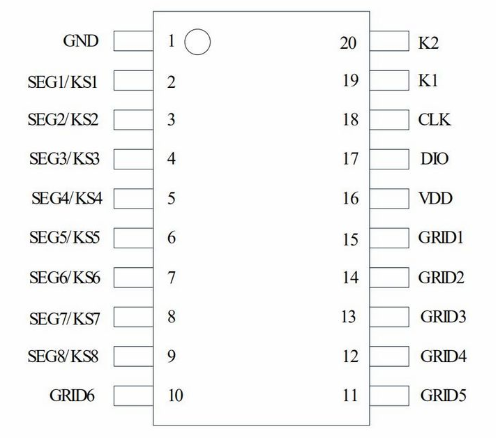 GND 1 20 K2
SEG1/KS1 2 19 K1
SEG2/KS2 3 18 CLK
SEG3/KS3 4 17 DIO
SEG4/KS4 5 16 VDD
SEG5/KS5 6 15 GRID1
SEG6/KS6 7 14 GRID2
SEG7/KS7 8 13 GRID3
SEG8/KS8 9 12 GRID4
GRID6 10 11 GRID5